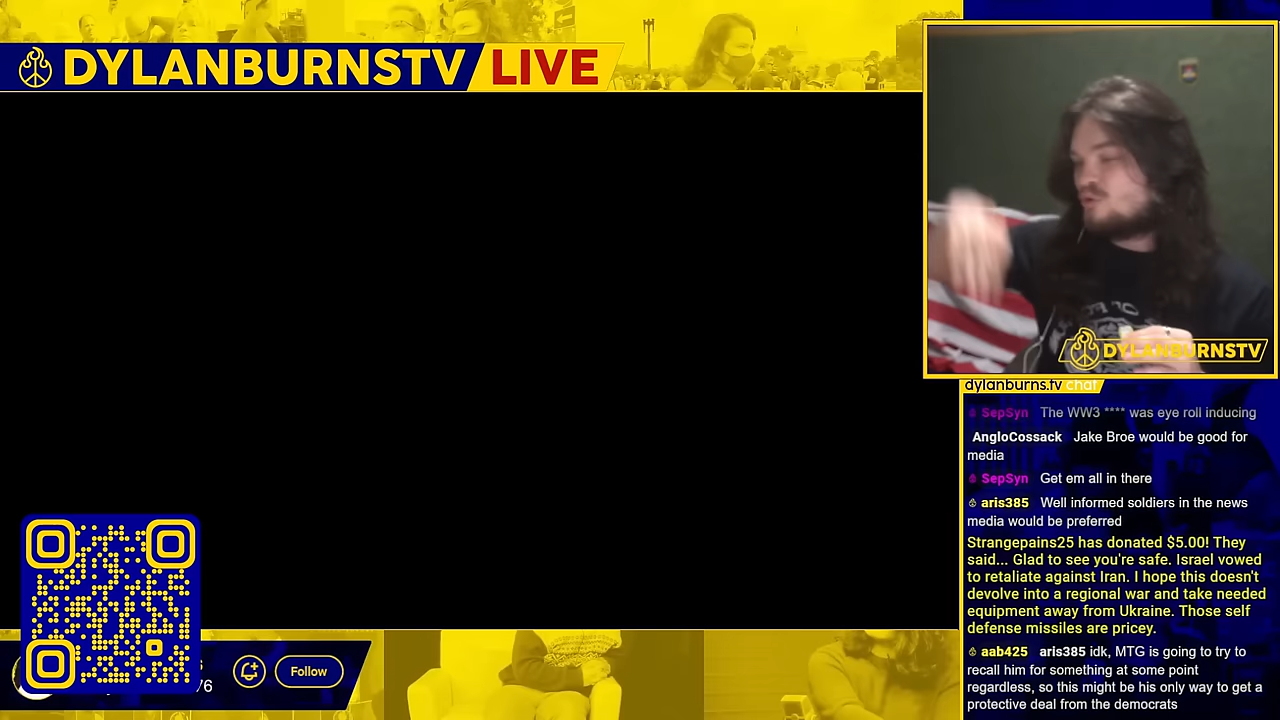 DYLANBURNSTV LIVE
DYLANBURNSTV
dylanburns.tv chat
SepSyn The WW3 **** was eye roll inducing
AngloCossack Jake Broe would be good for
media
SepSyn Get em all in there
aris385 Well informed soldiers in the news
media would be preferred
Strangepains25 has donated $5.00! They
said... Glad to see you're safe. Israel vowed
to retaliate against Iran. I hope this doesn't
devolve into a regional war and take needed
equipment away from Ukraine. Those self
defense missiles are pricey.
aab425 aris385 idk, MTG is going to try to
recall him for something at some point
regardless, so this might be his only way to get a
protective deal from the democrats
Follow